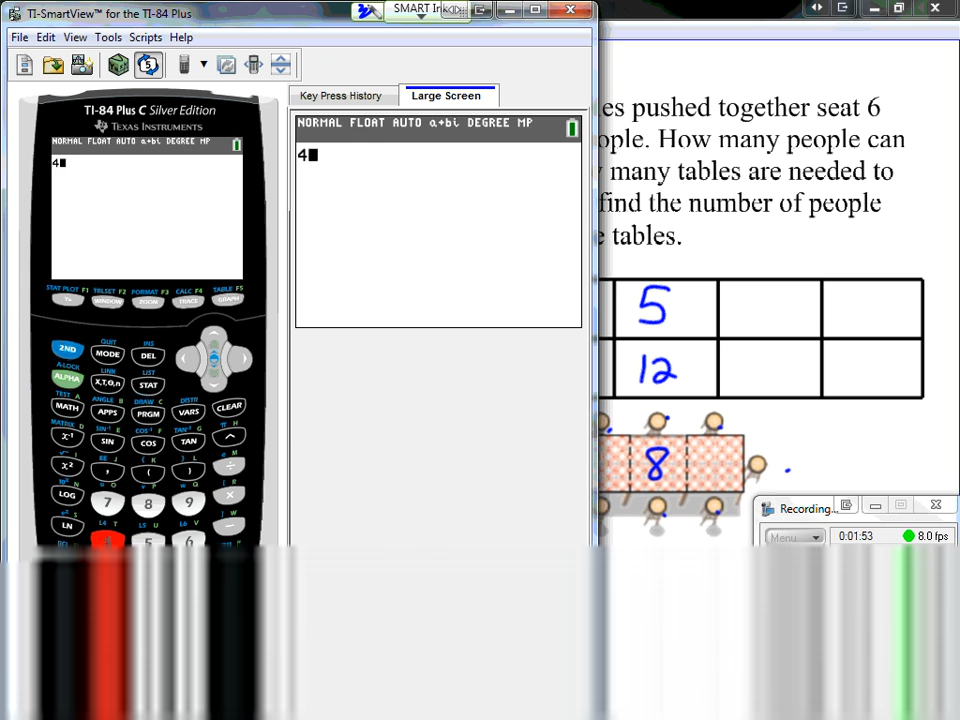 TI-SmartView™ for the TI-84 Plus
SMART Ink
File Edit View Tools Scripts Help
Key Press History
Large Screen
TI-84 Plus C Silver Edition
TEXAS INSTRUMENTS
NORMAL FLOAT AUTO a+bi DEGREE MP
4
NORMAL FLOAT AUTO a+bi DEGREE MP
4
STAT PLOT F1 TBLSET F2 FORMAT F3 CALC F4 TABLE F5
Y= WINDOW ZOOM TRACE GRAPH
QUIT INS
2ND MODE DEL
A-LOCK LINK LIST
ALPHA X,T,Θ,n STAT
TEST A ANGLE B DRAW C DISTR
MATH APPS PRGM VARS CLEAR
MATRIX D SIN⁻¹ E COS⁻¹ F TAN⁻¹ G π H
x⁻¹ SIN COS TAN ^
x² , ( ) ÷
LOG 7 8 9 ×
L4 T L5 U L6 V
LN 4 5 6 −
es pushed together seat 6
ople. How many people can
many tables are needed to
find the number of people
e tables.
5
12
8
Recording...
Menu 0:01:53 8.0 fps